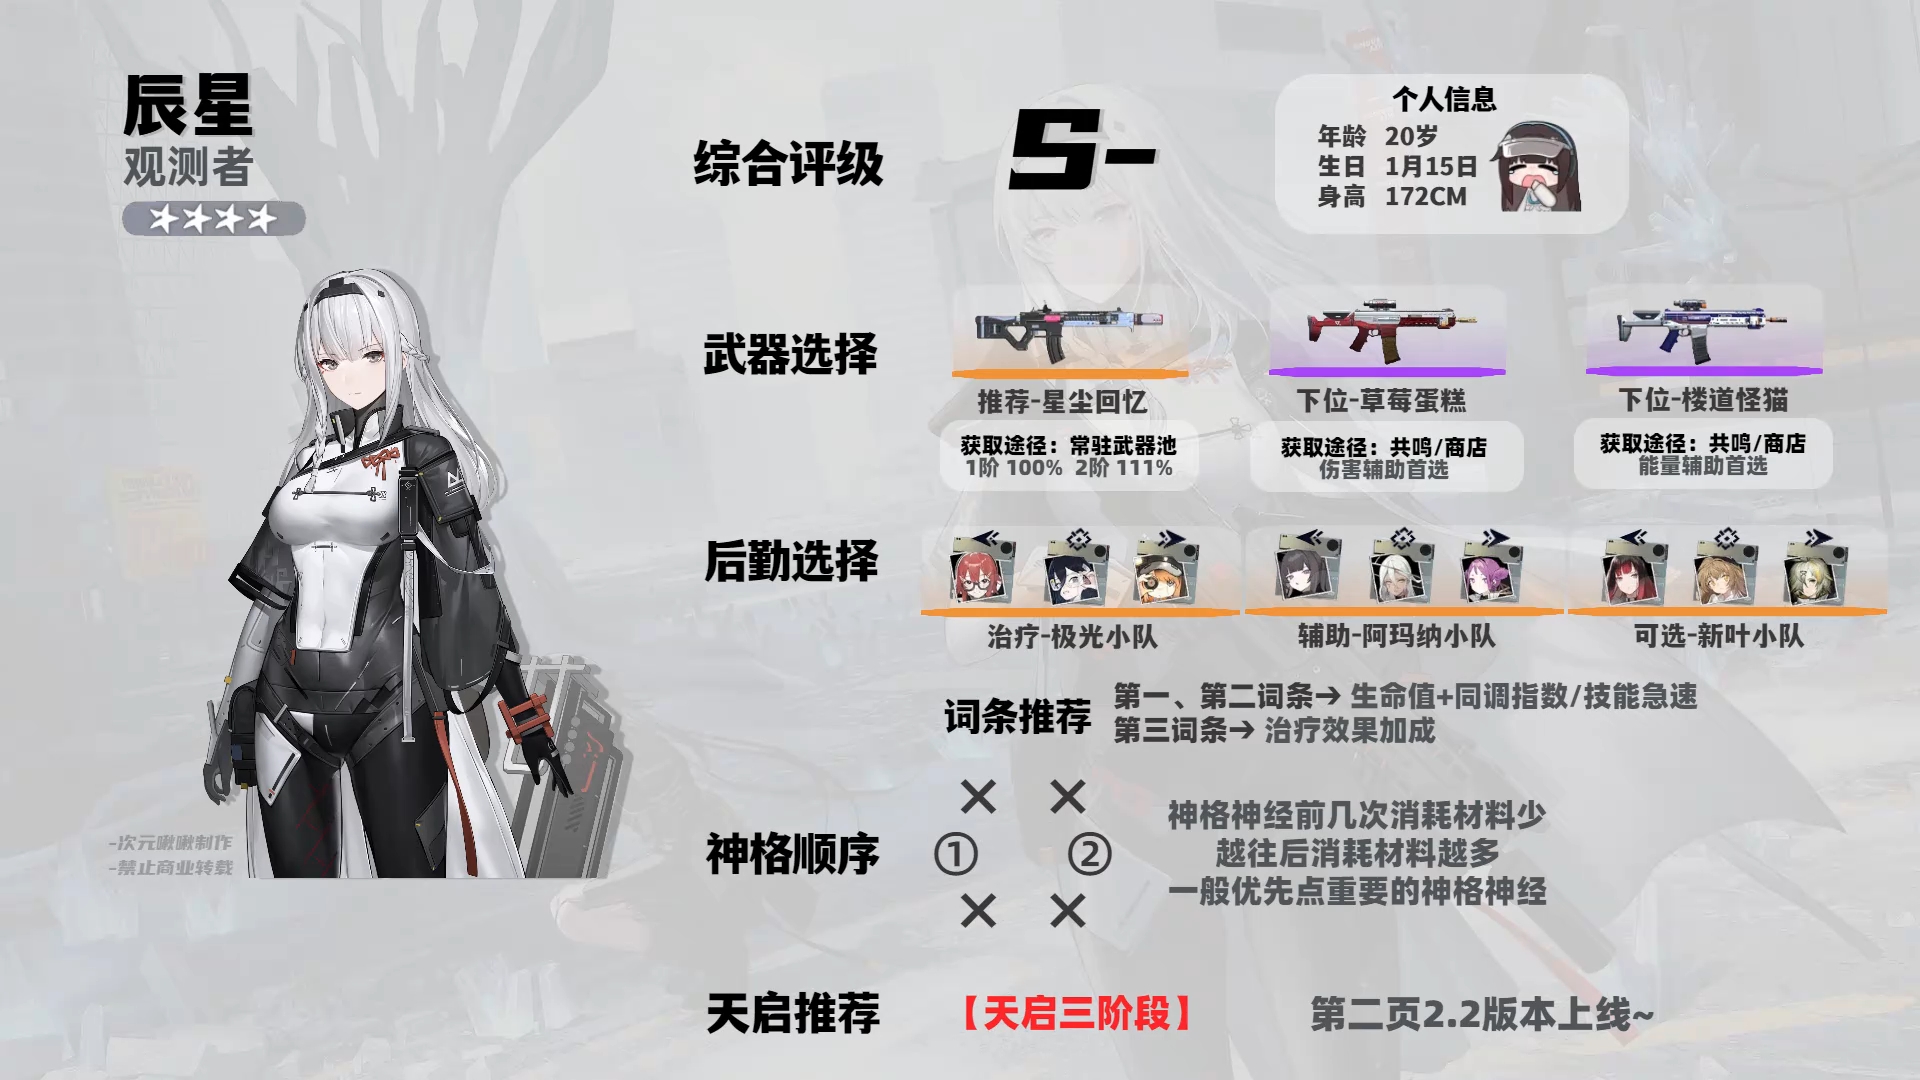 辰星
观测者
综合评级
S-
个人信息
年龄 20岁
生日 1月15日
身高 172CM
武器选择
推荐-星尘回忆
获取途径：常驻武器池
1阶 100% 2阶 111%
下位-草莓蛋糕
获取途径：共鸣/商店
伤害辅助首选
下位-楼道怪猫
获取途径：共鸣/商店
能量辅助首选
后勤选择
治疗-极光小队
辅助-阿玛纳小队
可选-新叶小队
词条推荐
第一、第二词条→ 生命值+同调指数/技能急速
第三词条→ 治疗效果加成
神格顺序
① ②
神格神经前几次消耗材料少
越往后消耗材料越多
一般优先点重要的神格神经
天启推荐
【天启三阶段】
第二页2.2版本上线~
-次元啾啾制作
-禁止商业转载